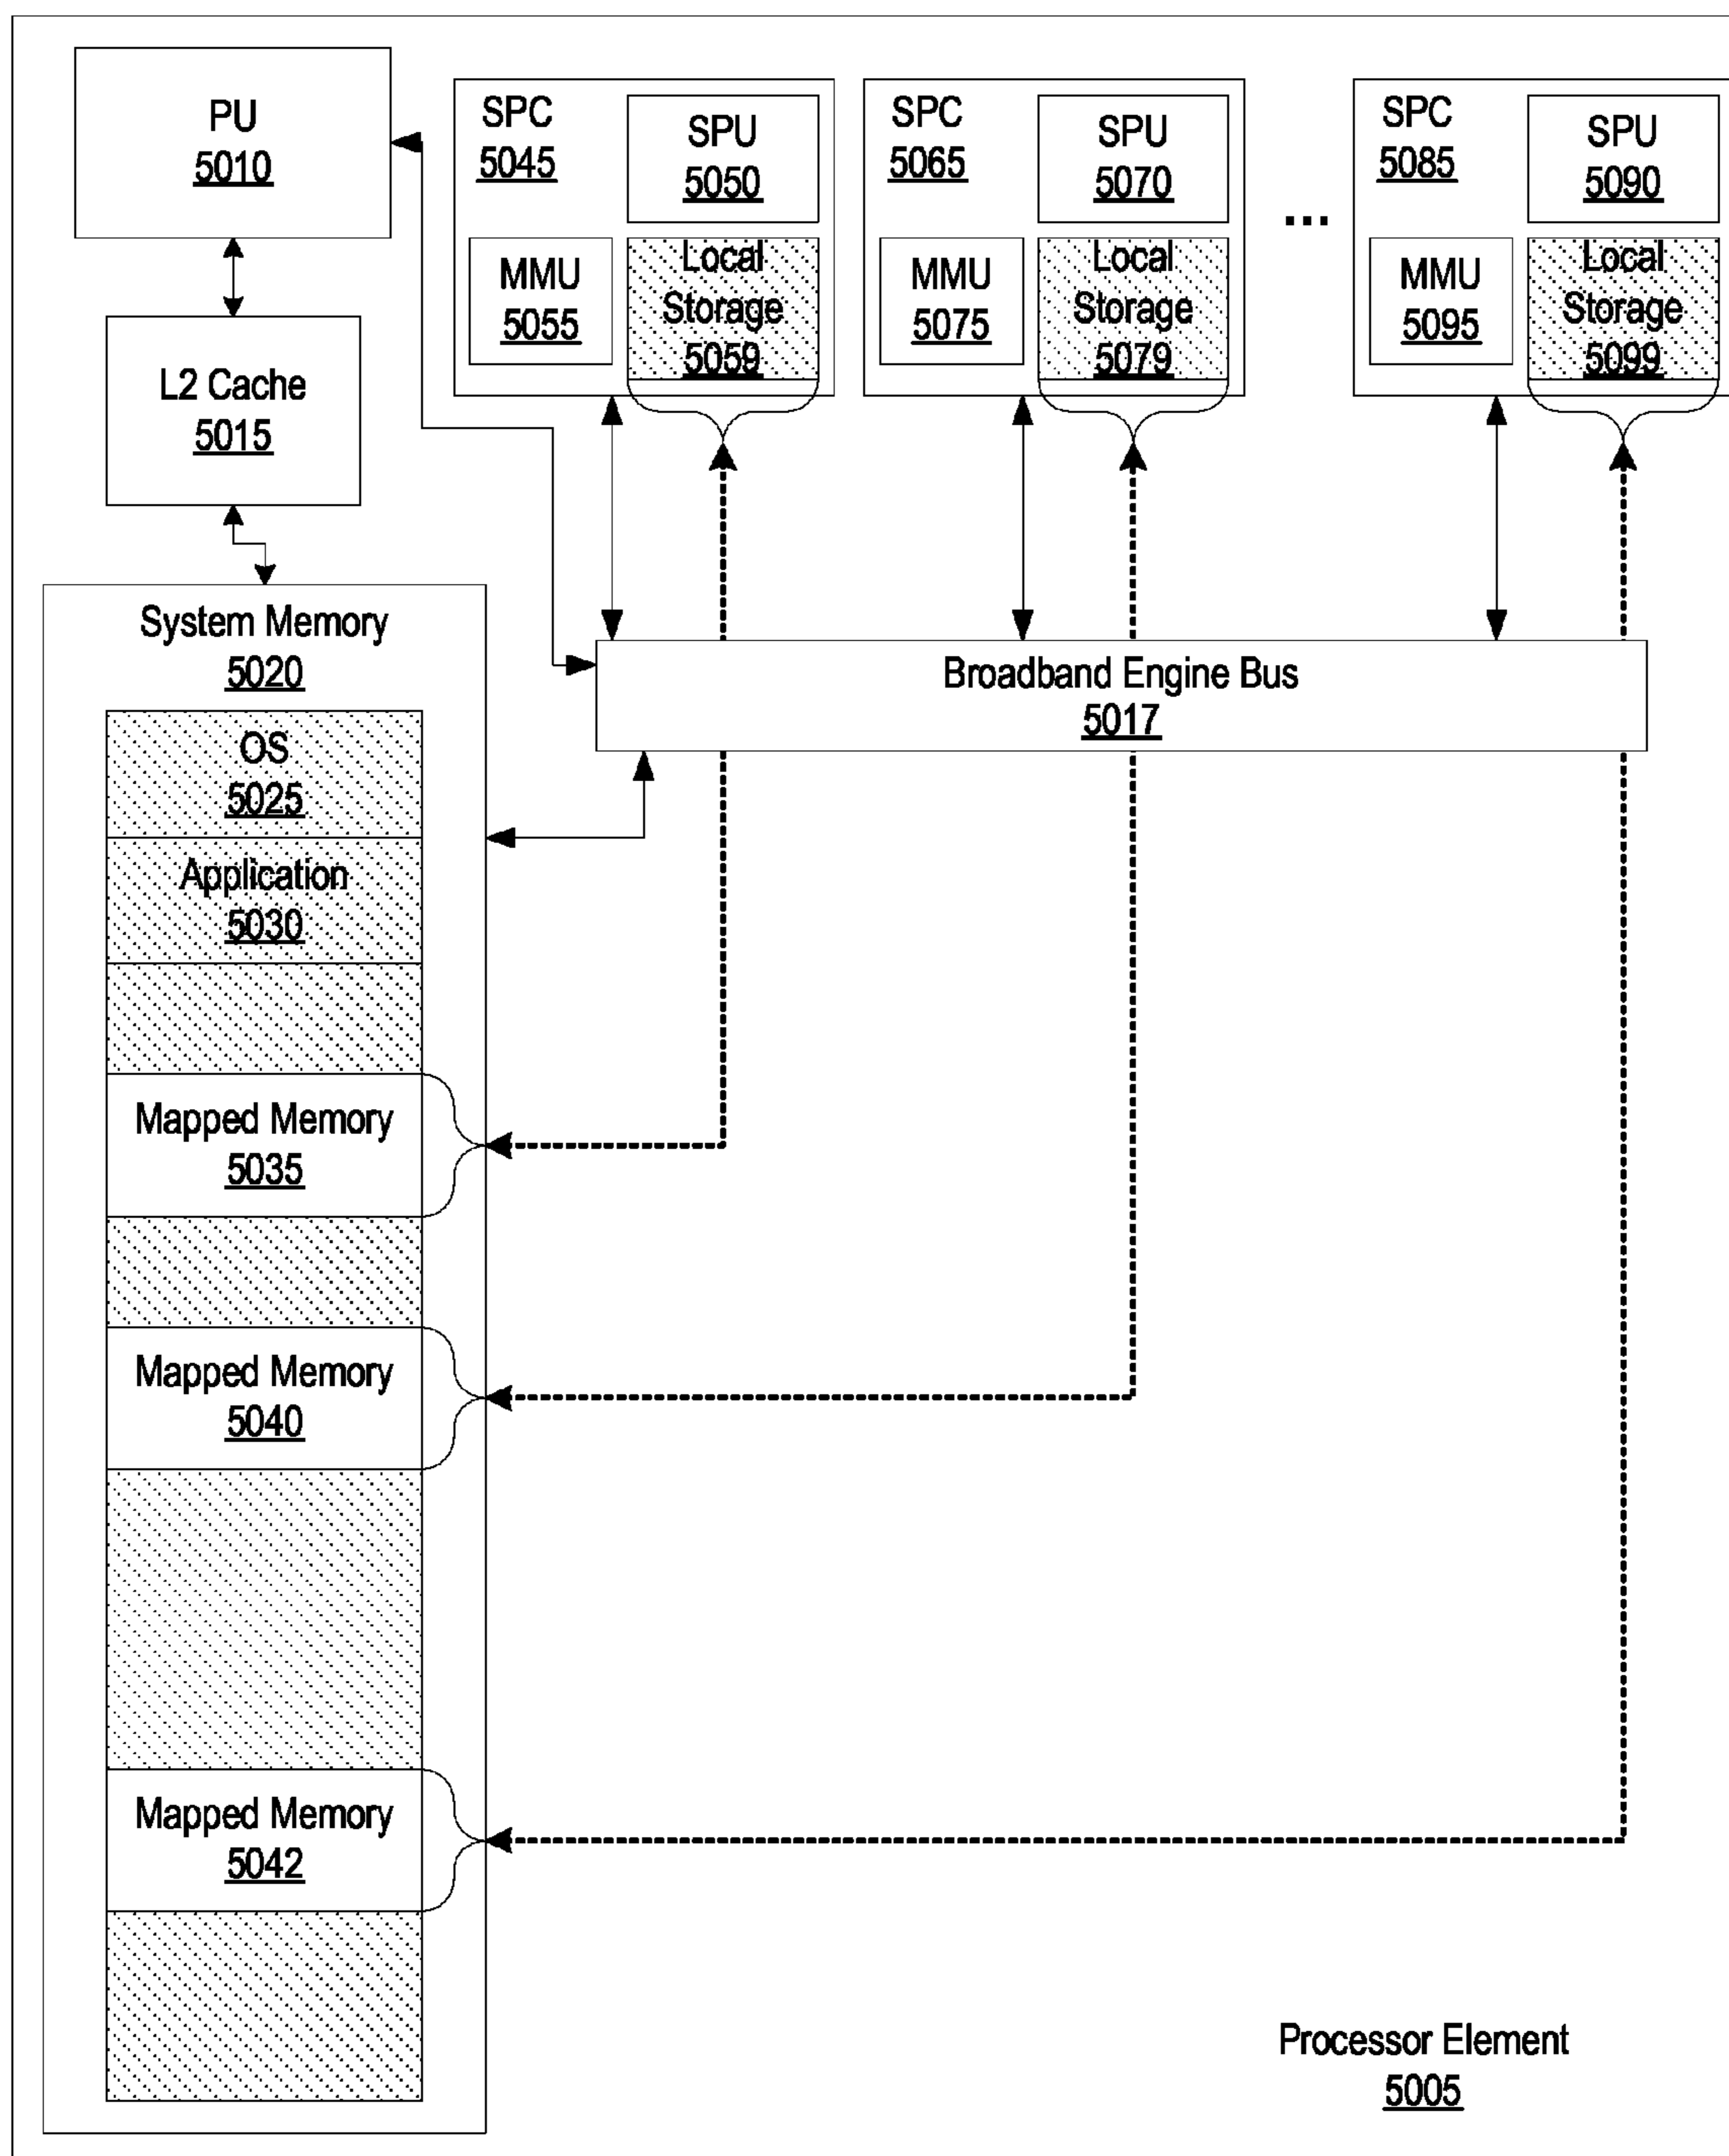 PU
5010
SPC
5045
SPU
5050
MMU
5055
Local
Storage
5059
SPC
5065
SPU
5070
MMU
5075
Local
Storage
5079
...
SPC
5085
SPU
5090
MMU
5095
Local
Storage
5099
L2 Cache
5015
System Memory
5020
Broadband Engine Bus
5017
OS
5025
Application
5030
Mapped Memory
5035
Mapped Memory
5040
Mapped Memory
5042
Processor Element
5005